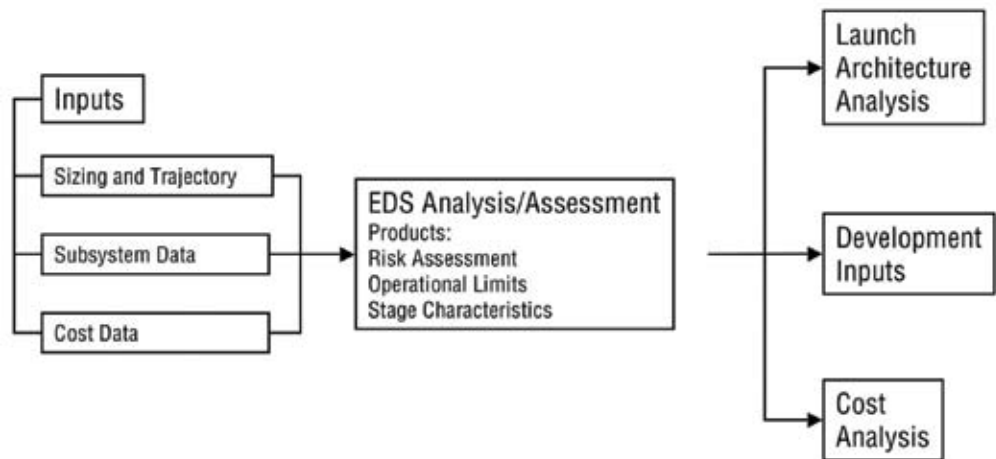 Inputs
Sizing and Trajectory
Subsystem Data
Cost Data
EDS Analysis/Assessment
Products:
Risk Assessment
Operational Limits
Stage Characteristics
Launch
Architecture
Analysis
Development
Inputs
Cost
Analysis